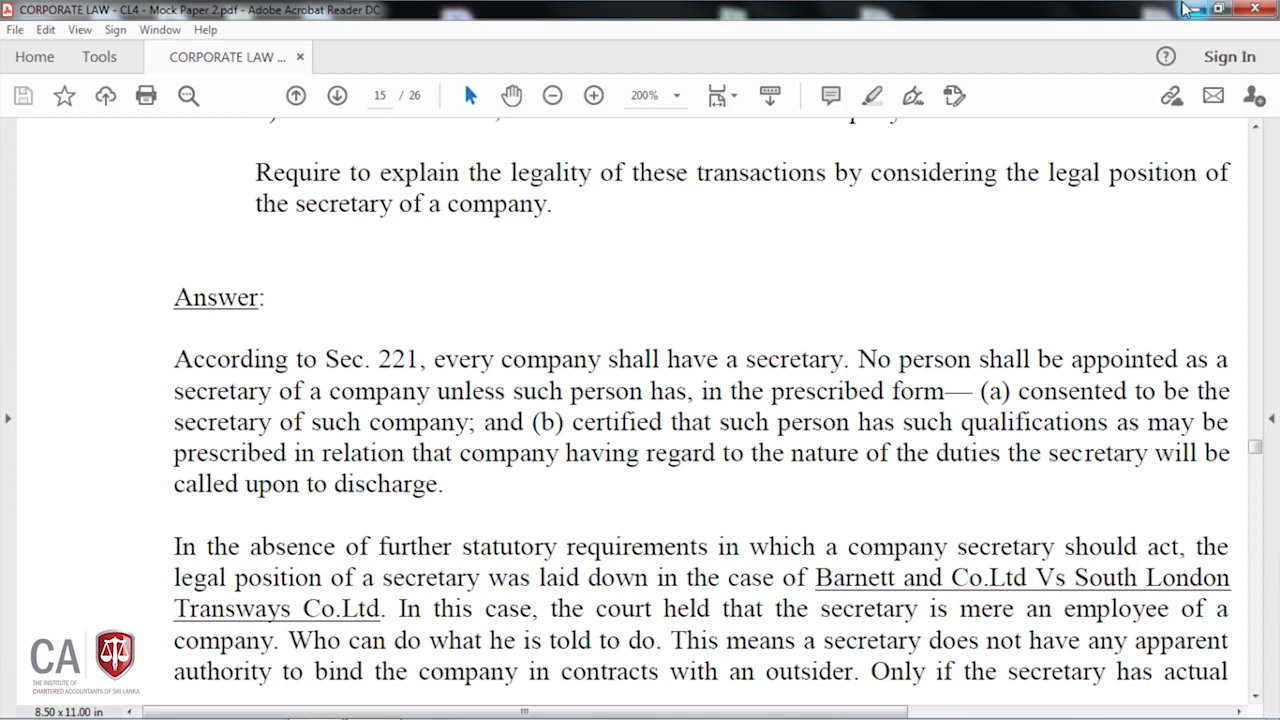 CORPORATE LAW - CL4 - Mock Paper 2.pdf - Adobe Acrobat Reader DC
File Edit View Sign Window Help
Home Tools CORPORATE LAW ... × Sign In
15 / 26 200%
Require to explain the legality of these transactions by considering the legal position of
the secretary of a company.
Answer:
According to Sec. 221, every company shall have a secretary. No person shall be appointed as a
secretary of a company unless such person has, in the prescribed form— (a) consented to be the
secretary of such company; and (b) certified that such person has such qualifications as may be
prescribed in relation that company having regard to the nature of the duties the secretary will be
called upon to discharge.
In the absence of further statutory requirements in which a company secretary should act, the
legal position of a secretary was laid down in the case of Barnett and Co.Ltd Vs South London
Transways Co.Ltd. In this case, the court held that the secretary is mere an employee of a
company. Who can do what he is told to do. This means a secretary does not have any apparent
authority to bind the company in contracts with an outsider. Only if the secretary has actual
CA
THE INSTITUTE OF
CHARTERED ACCOUNTANTS OF SRI LANKA
8.50 x 11.00 in